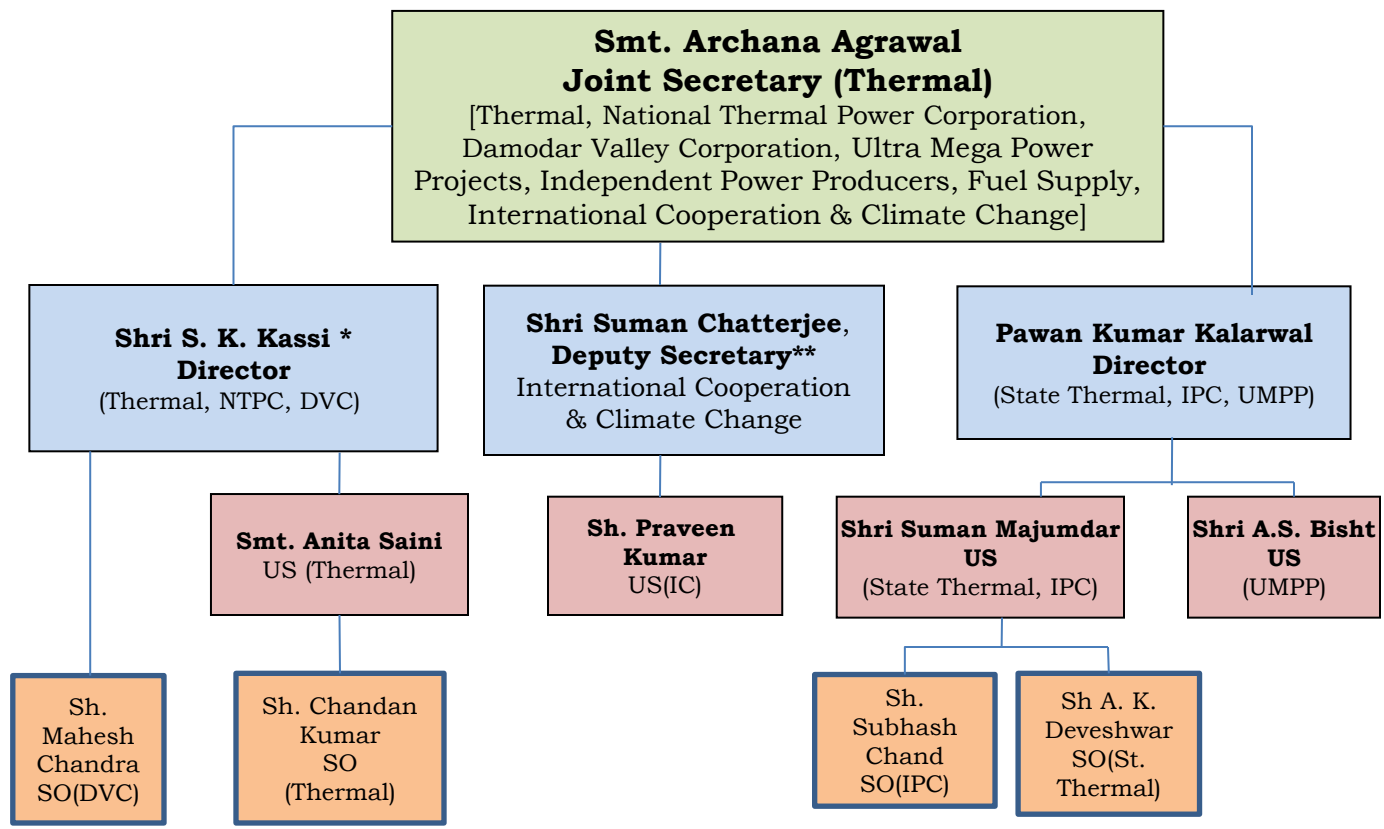 Smt. Archana Agrawal
Joint Secretary (Thermal)
[Thermal, National Thermal Power Corporation,
Damodar Valley Corporation, Ultra Mega Power
Projects, Independent Power Producers, Fuel Supply,
International Cooperation & Climate Change]
Shri S. K. Kassi *
Director
(Thermal, NTPC, DVC)
Shri Suman Chatterjee,
Deputy Secretary**
International Cooperation
& Climate Change
Pawan Kumar Kalarwal
Director
(State Thermal, IPC, UMPP)
Smt. Anita Saini
US (Thermal)
Sh. Praveen
Kumar
US(IC)
Shri Suman Majumdar
US
(State Thermal, IPC)
Shri A.S. Bisht
US
(UMPP)
Sh.
Mahesh
Chandra
SO(DVC)
Sh. Chandan
Kumar
SO
(Thermal)
Sh.
Subhash
Chand
SO(IPC)
Sh A. K.
Deveshwar
SO(St.
Thermal)